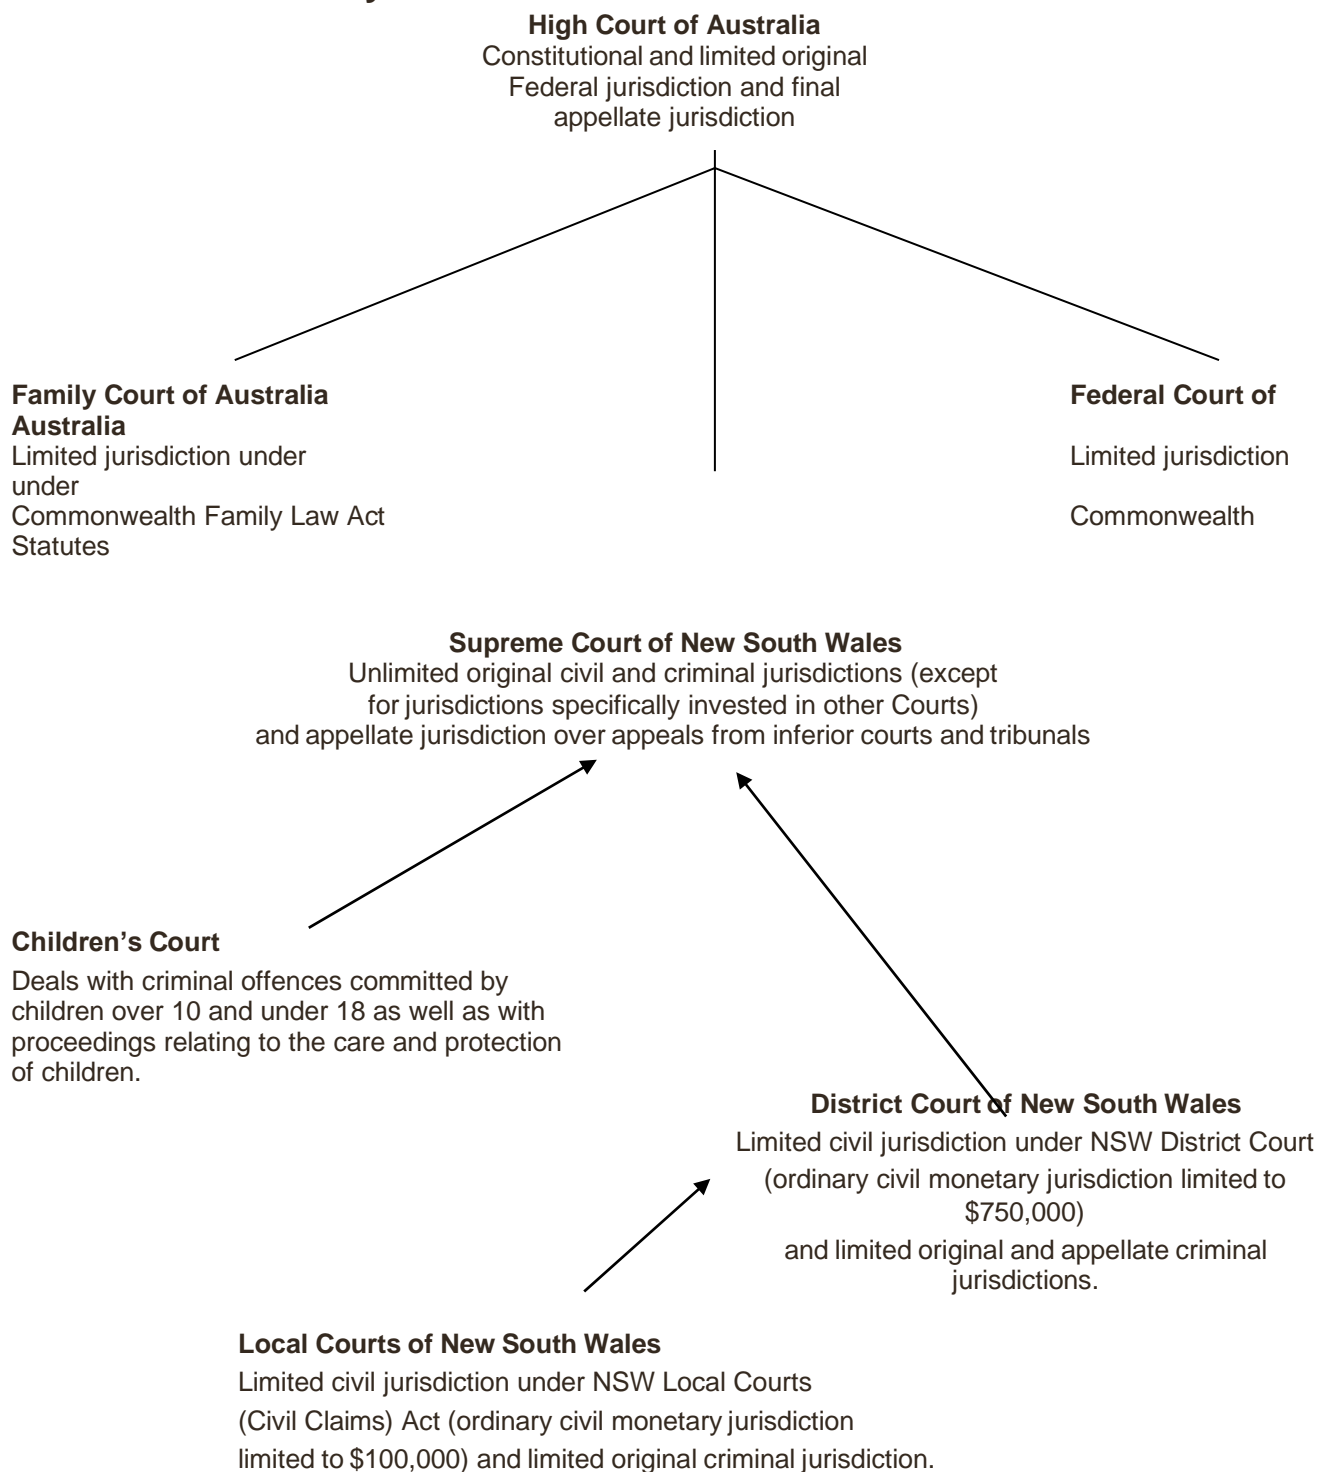 High Court of Australia
Constitutional and limited original
Federal jurisdiction and final
appellate jurisdiction
Family Court of Australia
Australia
Limited jurisdiction under
under
Commonwealth Family Law Act
Statutes
Federal Court of
Limited jurisdiction
Commonwealth
Supreme Court of New South Wales
Unlimited original civil and criminal jurisdictions (except
for jurisdictions specifically invested in other Courts)
and appellate jurisdiction over appeals from inferior courts and tribunals
Children’s Court
Deals with criminal offences committed by
children over 10 and under 18 as well as with
proceedings relating to the care and protection
of children.
District Court of New South Wales
Limited civil jurisdiction under NSW District Court
(ordinary civil monetary jurisdiction limited to
$750,000)
and limited original and appellate criminal
jurisdictions.
Local Courts of New South Wales
Limited civil jurisdiction under NSW Local Courts
(Civil Claims) Act (ordinary civil monetary jurisdiction
limited to $100,000) and limited original criminal jurisdiction.